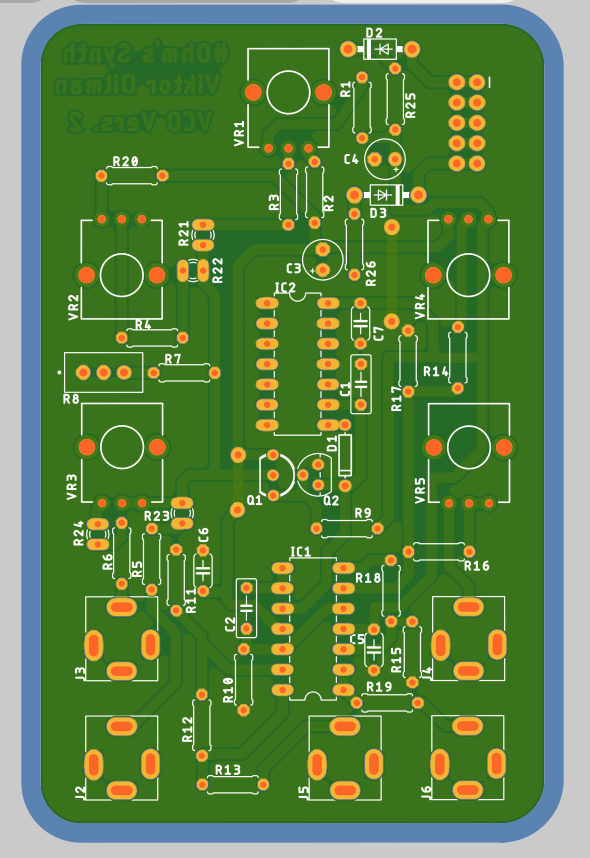 D2
#Ohm's Synth
Viktor Dilman
VCO Vers. 2
R1
R25
VR1
C4
+
R20
D3
R3
R2
R21
R22
C3
+
R26
VR2
IC2
VR4
R4
C7
R7
R8
C1
R17
R14
D1
VR3
Q1
Q2
VR5
R24
R23
R9
C6
IC1
R6
R5
R11
R18
R16
C2
C5
R15
J3
J4
R10
R19
R12
R13
J2
J5
J6